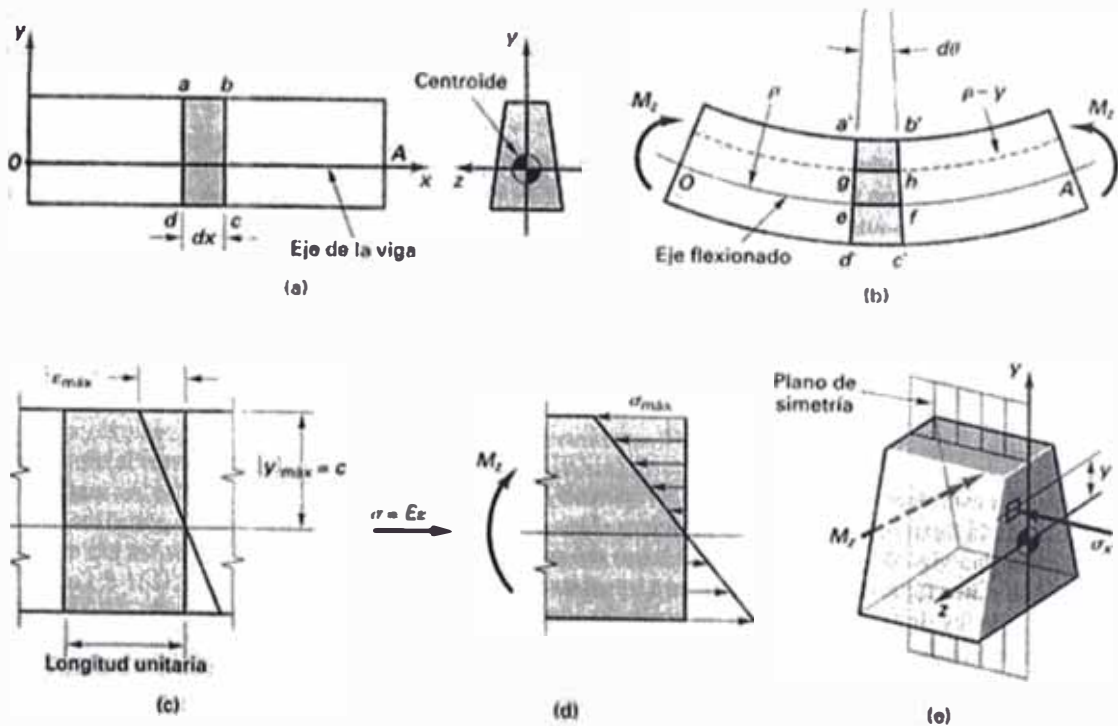 y
a b
O A x
d c
dx
Eje de la viga
(a)
y
Centroide
z
dθ
ρ
ρ – y
M_z M_z
a' b'
g h
O A
e f
Eje flexionado
d' c'
(b)
ε_máx
|y|_máx = c
Longitud unitaria
(c)
σ = Eε
σ_máx
M_z
(d)
Plano de
simetría
y
y
M_z
σ_x
z
(e)